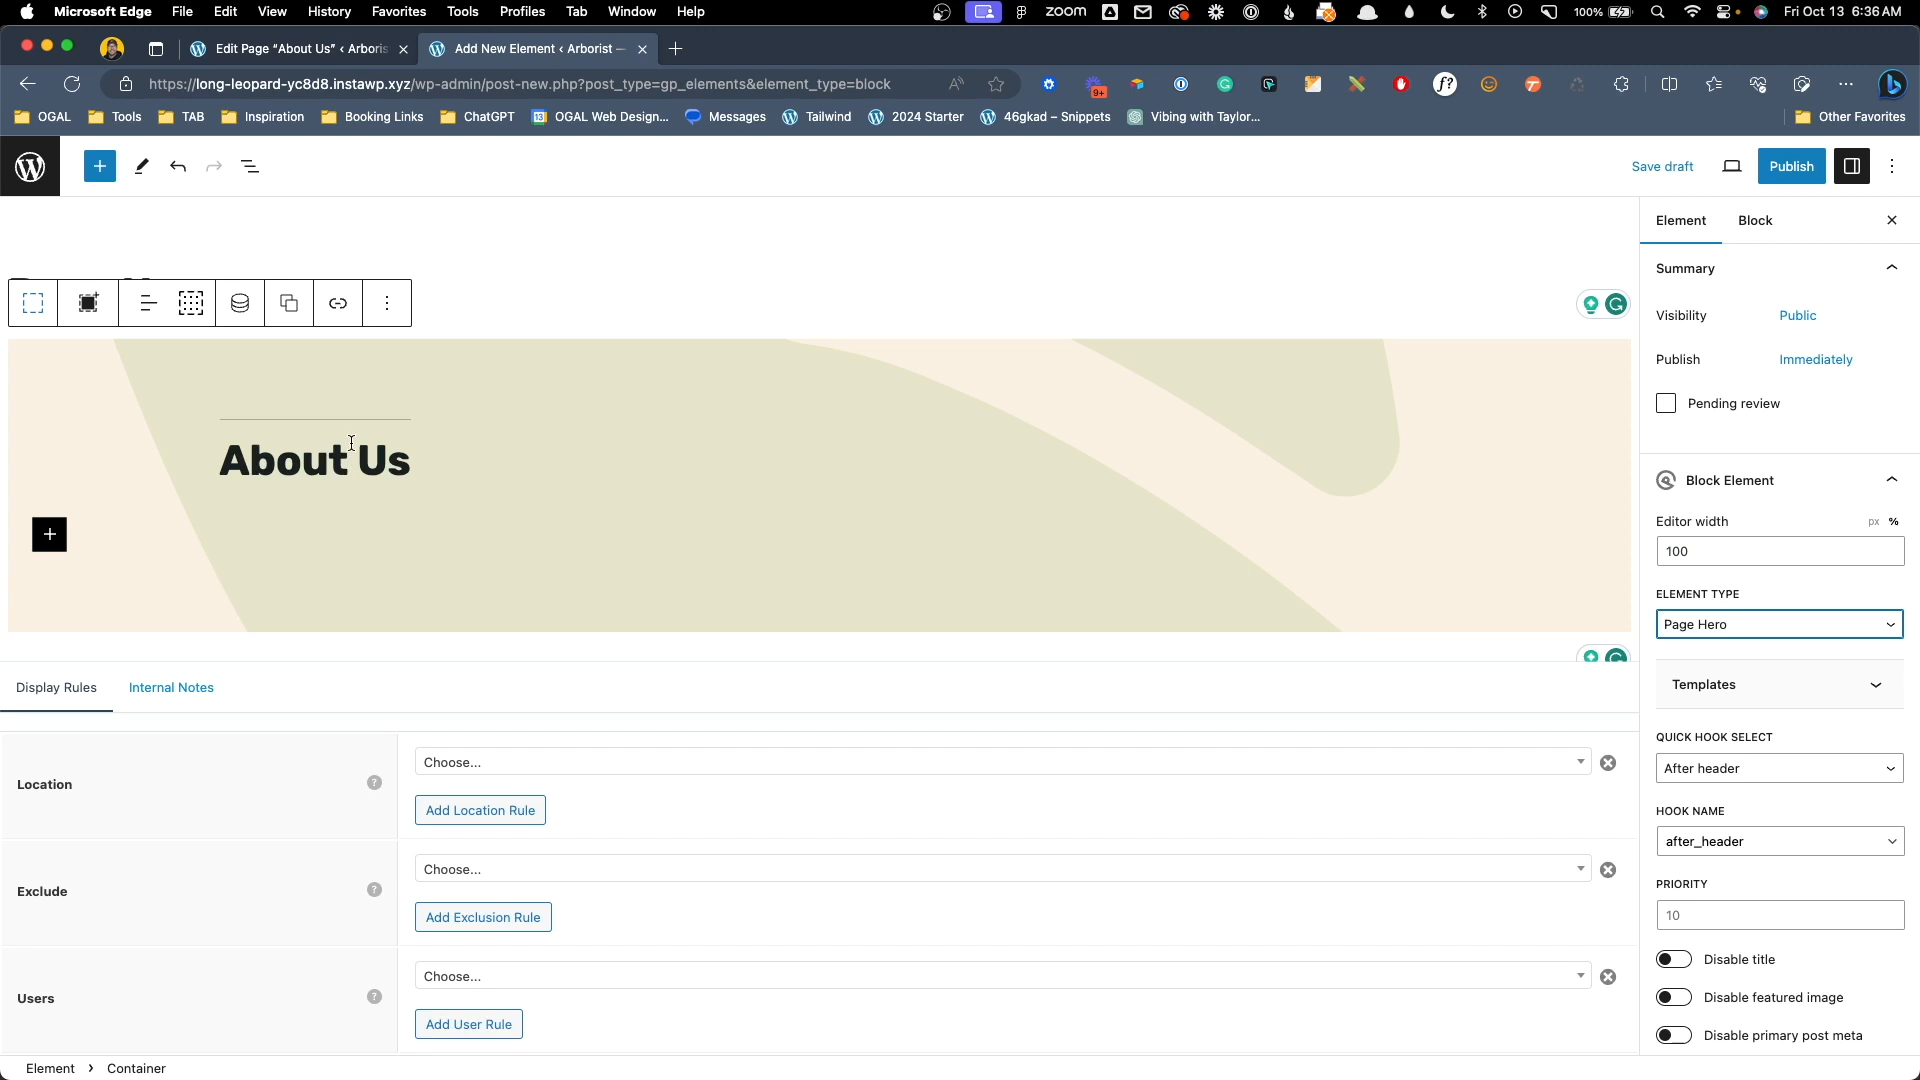 Microsoft Edge File Edit View History Favorites Tools Profiles Tab Window Help zoom 100% Fri Oct 13 6:36 AM
Edit Page "About Us" ‹ Arboris
Add New Element ‹ Arborist —
https://long-leopard-yc8d8.instawp.xyz/wp-admin/post-new.php?post_type=gp_elements&element_type=block
9+
f?
OGAL Tools TAB Inspiration Booking Links ChatGPT OGAL Web Design... Messages Tailwind 2024 Starter 46gkad – Snippets Vibing with Taylor... Other Favorites
Save draft Publish
Element Block
Summary
Visibility Public
Publish Immediately
Pending review
About Us
Block Element
Editor width px %
100
ELEMENT TYPE
Page Hero
Templates
QUICK HOOK SELECT
After header
HOOK NAME
after_header
PRIORITY
10
Disable title
Disable featured image
Disable primary post meta
Display Rules Internal Notes
Location ? Choose...
Add Location Rule
Exclude ? Choose...
Add Exclusion Rule
Users ? Choose...
Add User Rule
Element › Container